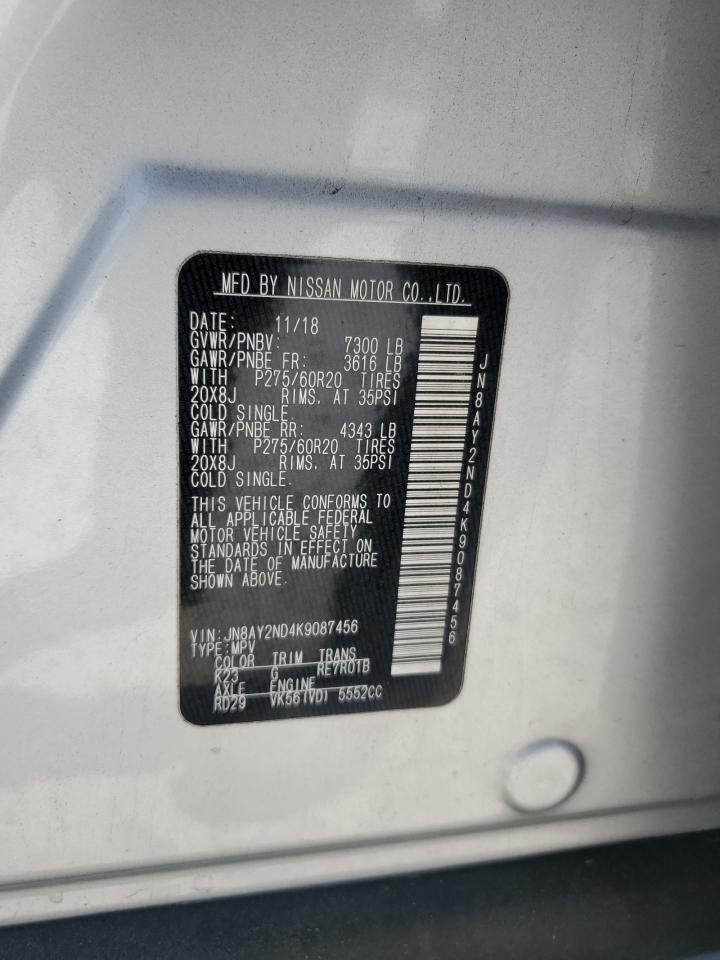 MFD BY NISSAN MOTOR CO.,LTD.
DATE: 11/18
GVWR/PNBV: 7300 LB
GAWR/PNBE FR: 3616 LB
WITH P275/60R20 TIRES
20X8J RIMS. AT 35PSI
COLD SINGLE.
GAWR/PNBE RR: 4343 LB
WITH P275/60R20 TIRES
20X8J RIMS. AT 35PSI
COLD SINGLE.
THIS VEHICLE CONFORMS TO
ALL APPLICABLE FEDERAL
MOTOR VEHICLE SAFETY
STANDARDS IN EFFECT ON
THE DATE OF MANUFACTURE
SHOWN ABOVE.
VIN: JN8AY2ND4K9087456
TYPE: MPV
COLOR TRIM TRANS
K23 G RE7R01B
AXLE ENGINE
RD29 VK56(VD) 5552CC
JN8AY2ND4K9087456